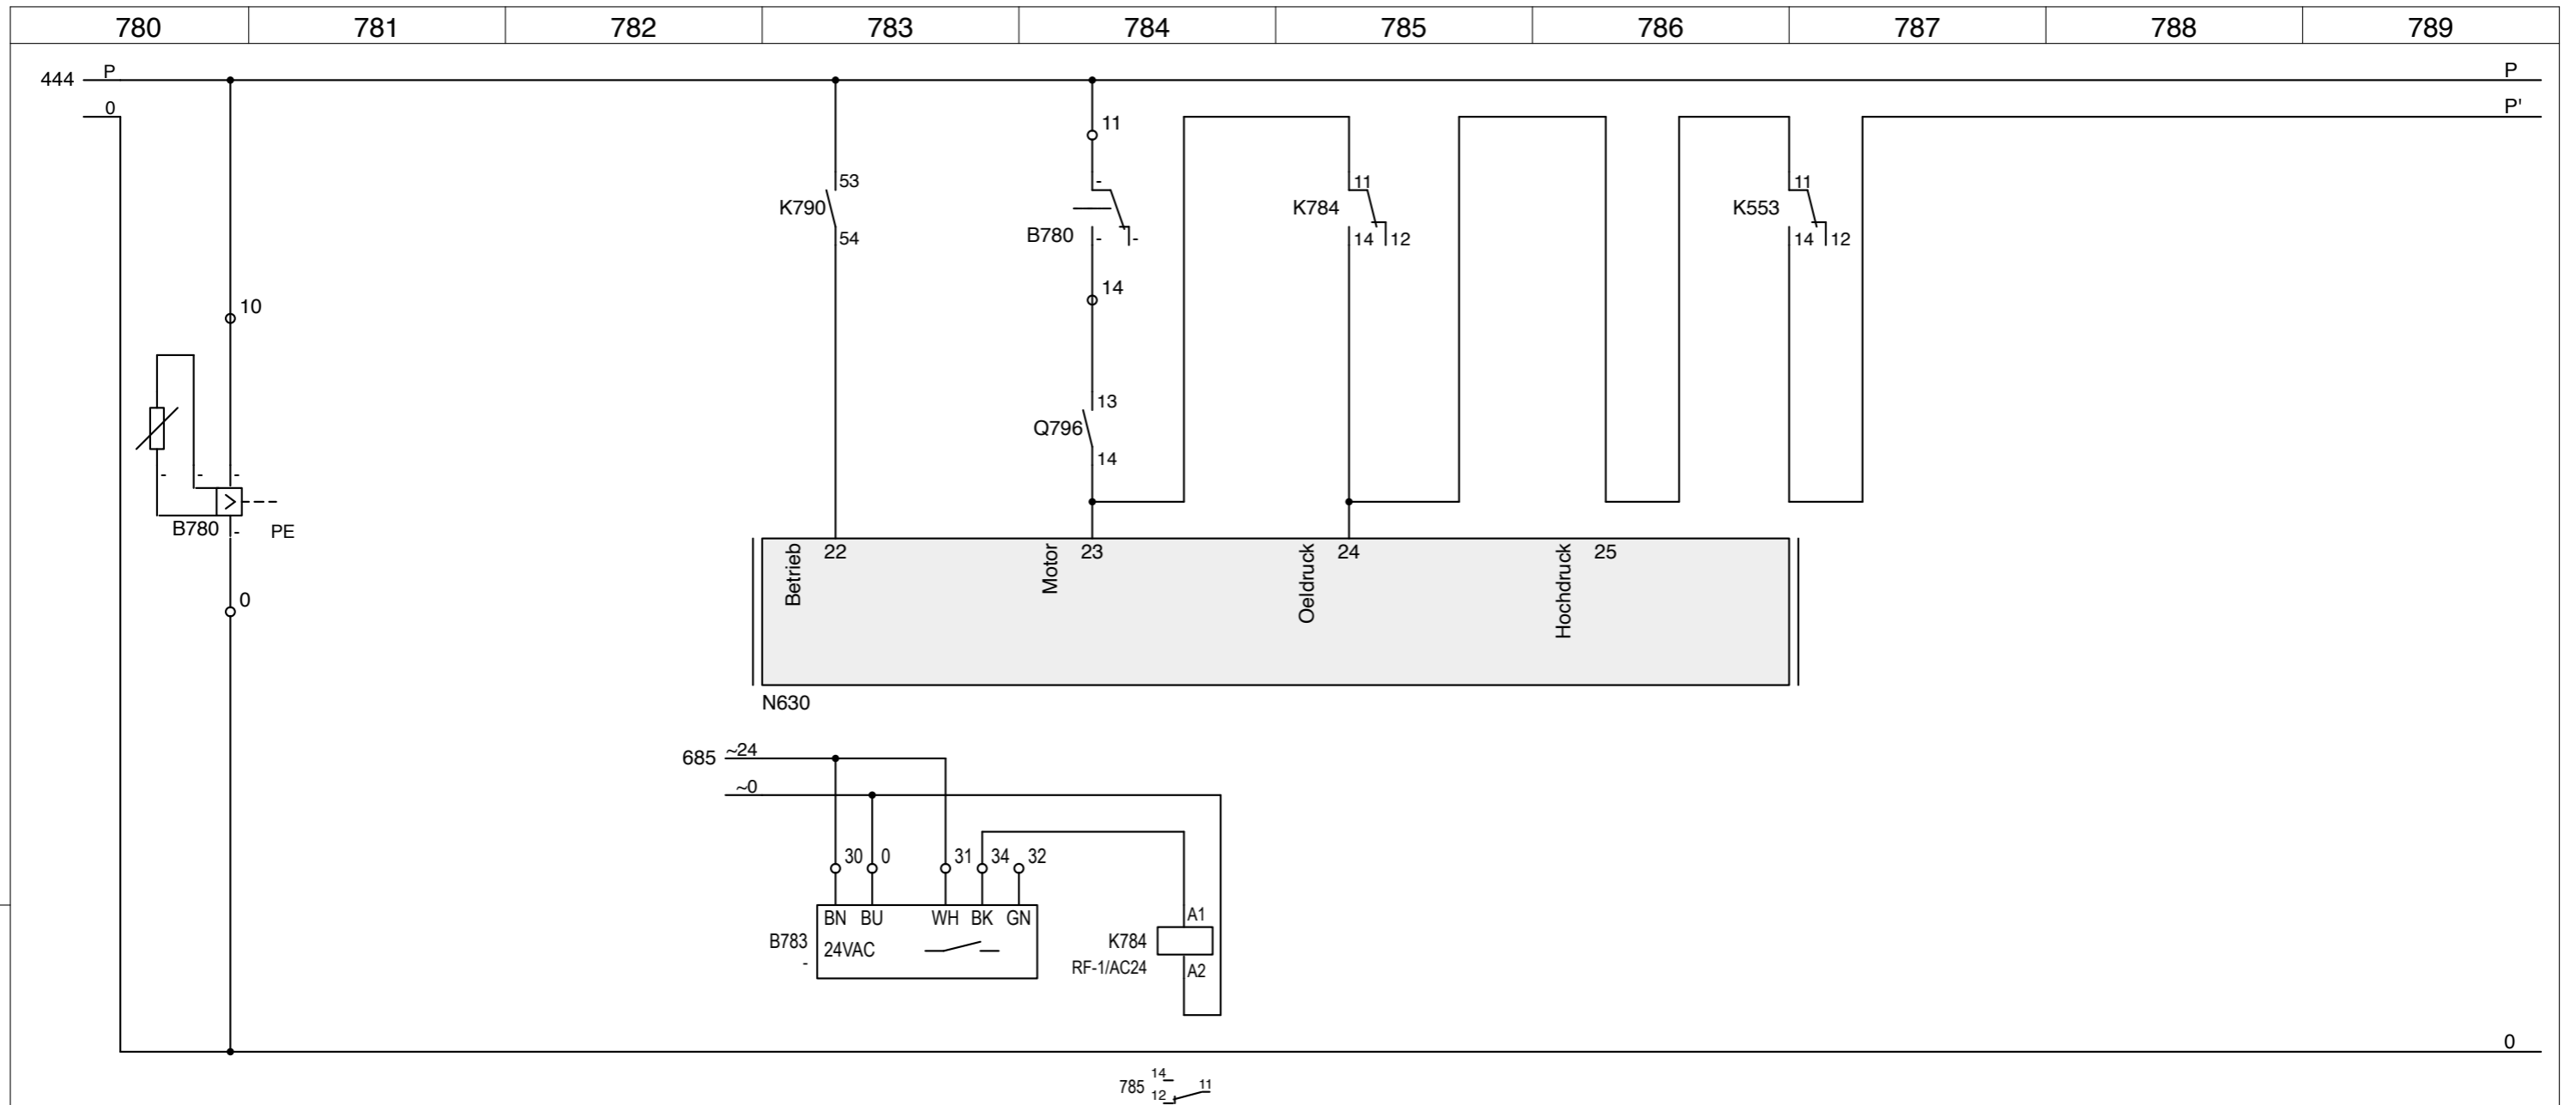 780 781 782 783 784 785 786 787 788 789
444 P P
0 P'
11
53 - 11 11
K790 K784 K553
54 B780 - - 14 12 14 12
14
10
13
Q796
14
- - -
B780 - PE
Betrieb 22 Motor 23 Oeldruck 24 Hochdruck 25
0
N630
685 ~24
~0
30 0 31 34 32
BN BU WH BK GN A1
B783 24VAC K784
- RF-1/AC24 A2
0
14
785 12 11